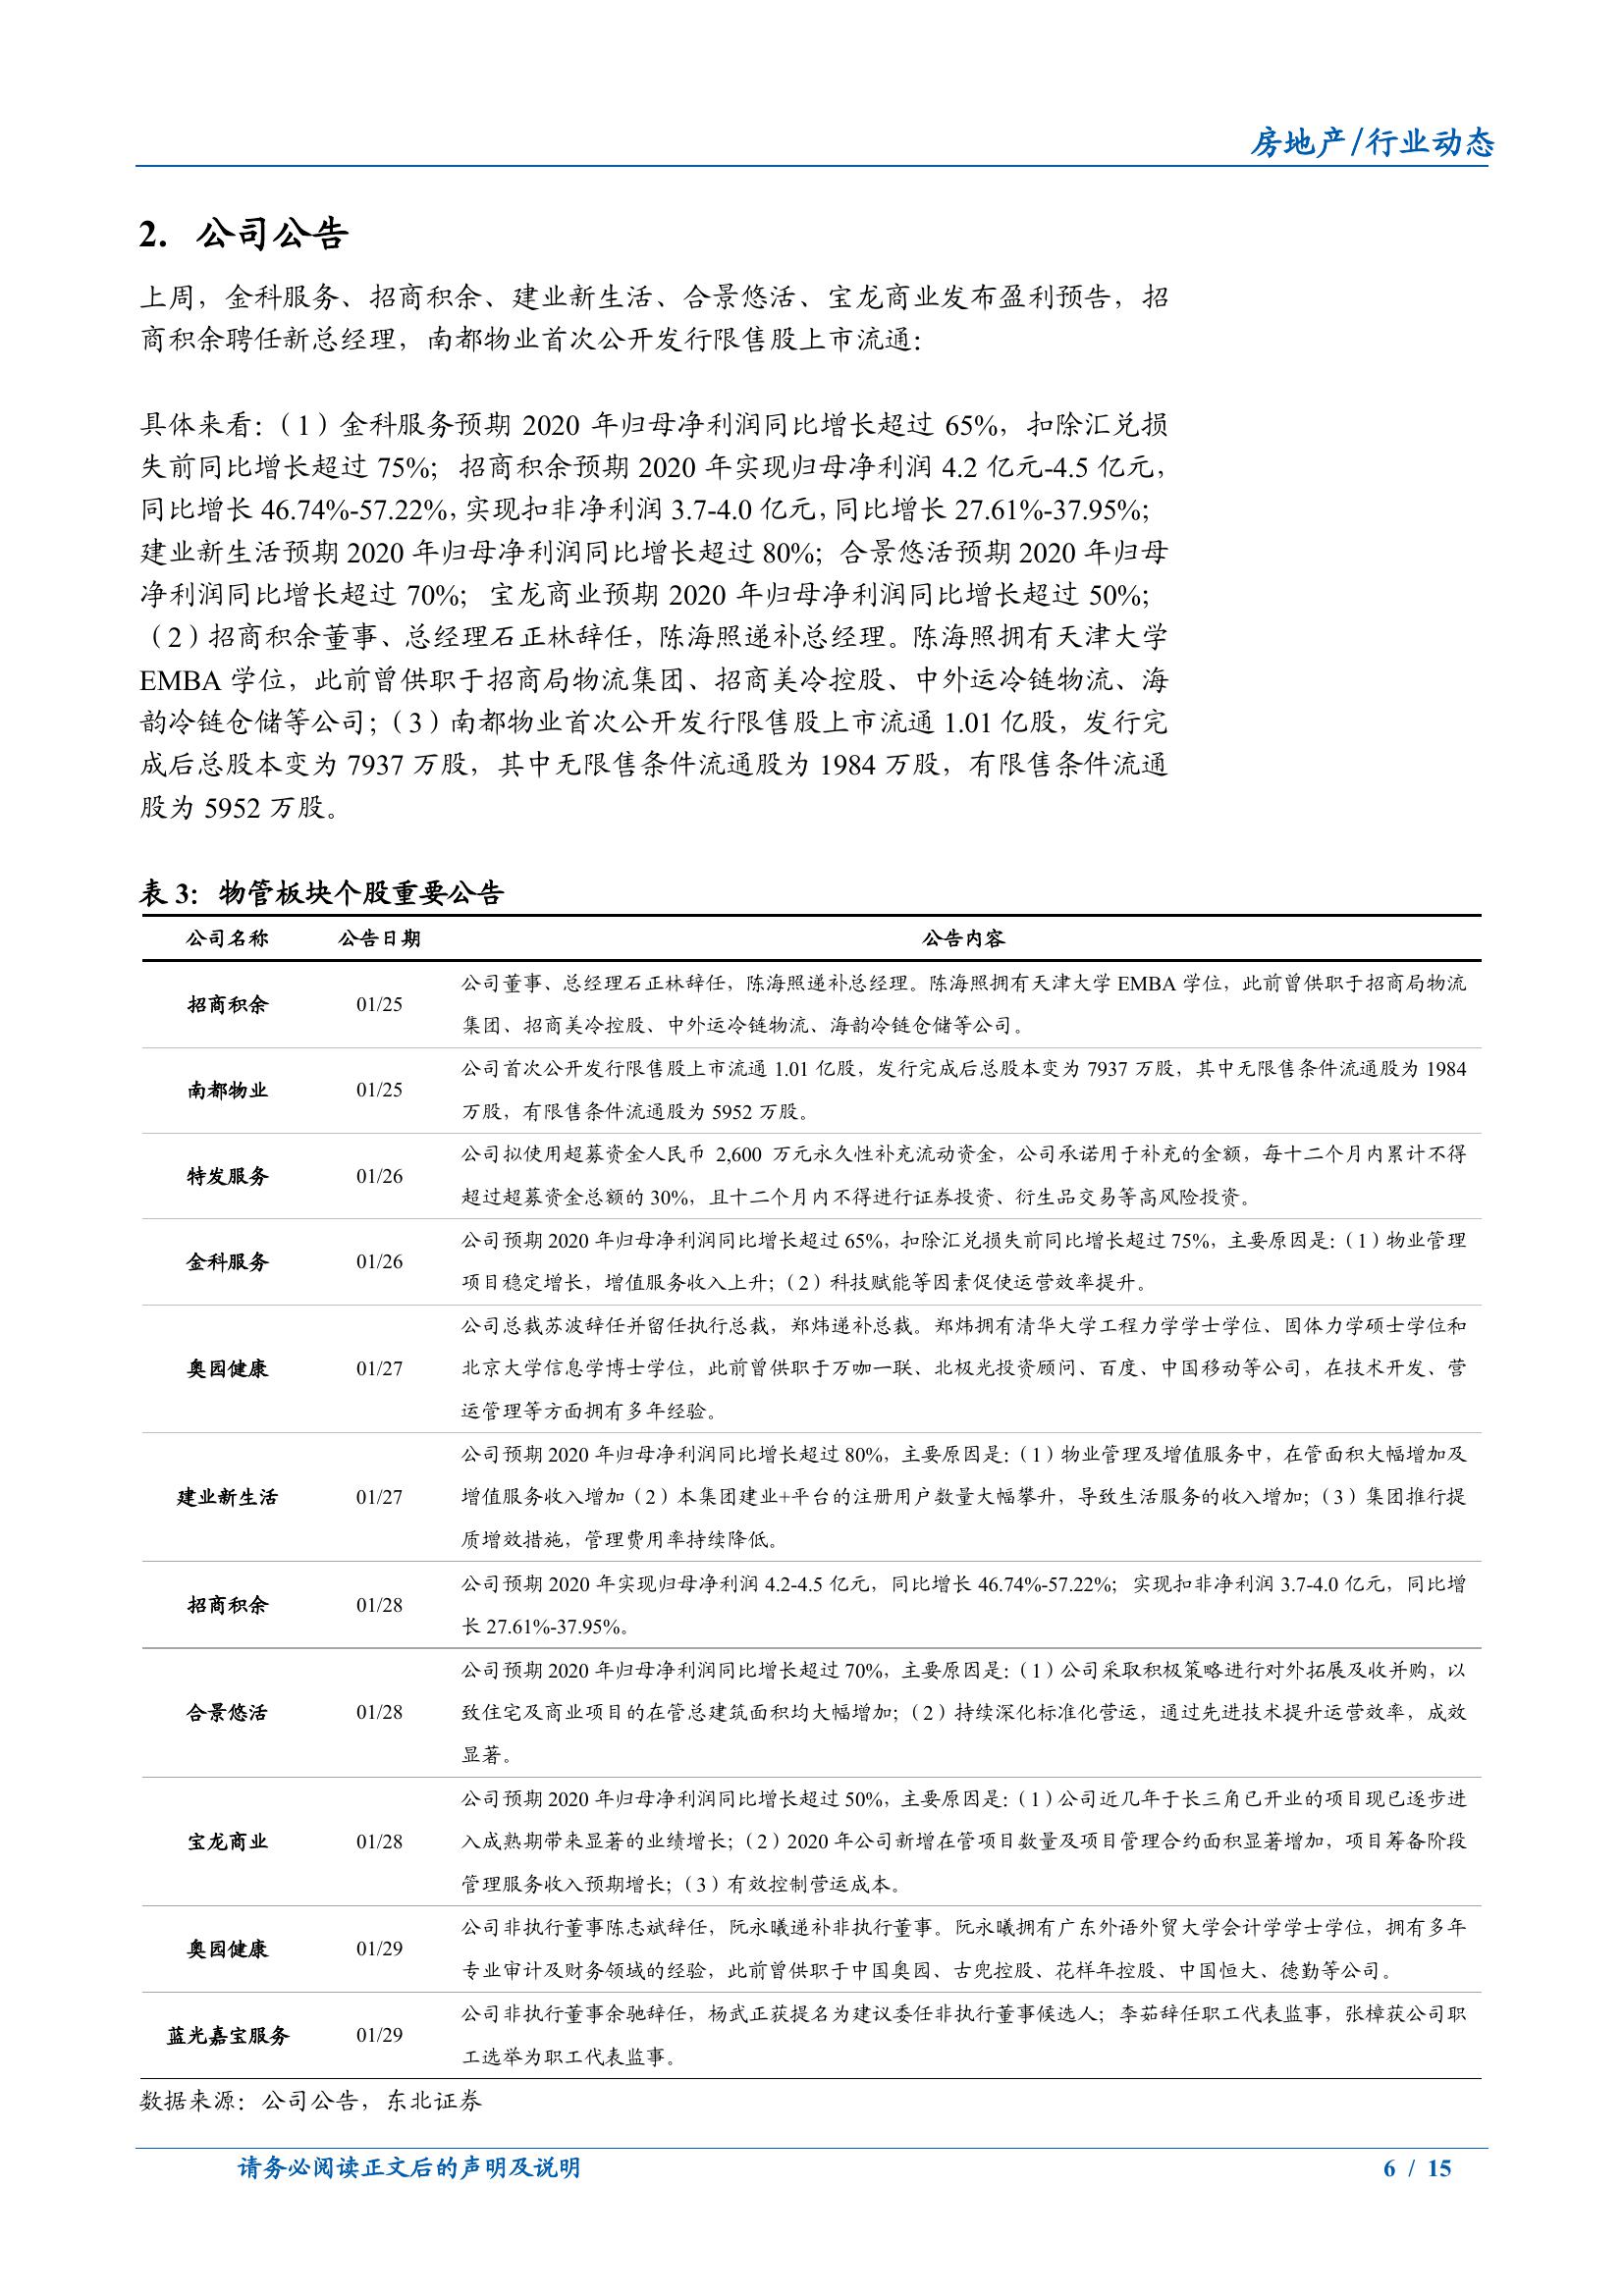 房地产/行业动态
2. 公司公告
上周，金科服务、招商积余、建业新生活、合景悠活、宝龙商业发布盈利预告，招
商积余聘任新总经理，南都物业首次公开发行限售股上市流通：
具体来看：（1）金科服务预期 2020 年归母净利润同比增长超过 65%，扣除汇兑损
失前同比增长超过 75%；招商积余预期 2020 年实现归母净利润 4.2 亿元-4.5 亿元，
同比增长 46.74%-57.22%，实现扣非净利润 3.7-4.0 亿元，同比增长 27.61%-37.95%；
建业新生活预期 2020 年归母净利润同比增长超过 80%；合景悠活预期 2020 年归母
净利润同比增长超过 70%；宝龙商业预期 2020 年归母净利润同比增长超过 50%；
（2）招商积余董事、总经理石正林辞任，陈海照递补总经理。陈海照拥有天津大学
EMBA 学位，此前曾供职于招商局物流集团、招商美冷控股、中外运冷链物流、海
韵冷链仓储等公司；（3）南都物业首次公开发行限售股上市流通 1.01 亿股，发行完
成后总股本变为 7937 万股，其中无限售条件流通股为 1984 万股，有限售条件流通
股为 5952 万股。
表 3：物管板块个股重要公告
公司名称 公告日期 公告内容
公司董事、总经理石正林辞任，陈海照递补总经理。陈海照拥有天津大学 EMBA 学位，此前曾供职于招商局物流
招商积余 01/25
集团、招商美冷控股、中外运冷链物流、海韵冷链仓储等公司。
公司首次公开发行限售股上市流通 1.01 亿股，发行完成后总股本变为 7937 万股，其中无限售条件流通股为 1984
南都物业 01/25
万股，有限售条件流通股为 5952 万股。
公司拟使用超募资金人民币 2,600 万元永久性补充流动资金，公司承诺用于补充的金额，每十二个月内累计不得
特发服务 01/26
超过超募资金总额的 30%，且十二个月内不得进行证券投资、衍生品交易等高风险投资。
公司预期 2020 年归母净利润同比增长超过 65%，扣除汇兑损失前同比增长超过 75%，主要原因是：（1）物业管理
金科服务 01/26
项目稳定增长，增值服务收入上升；（2）科技赋能等因素促使运营效率提升。
公司总裁苏波辞任并留任执行总裁，郑炜递补总裁。郑炜拥有清华大学工程力学学士学位、固体力学硕士学位和
奥园健康 01/27 北京大学信息学博士学位，此前曾供职于万咖一联、北极光投资顾问、百度、中国移动等公司，在技术开发、营
运管理等方面拥有多年经验。
公司预期 2020 年归母净利润同比增长超过 80%，主要原因是：（1）物业管理及增值服务中，在管面积大幅增加及
建业新生活 01/27 增值服务收入增加（2）本集团建业+平台的注册用户数量大幅攀升，导致生活服务的收入增加；（3）集团推行提
质增效措施，管理费用率持续降低。
公司预期 2020 年实现归母净利润 4.2-4.5 亿元，同比增长 46.74%-57.22%；实现扣非净利润 3.7-4.0 亿元，同比增
招商积余 01/28
长 27.61%-37.95%。
公司预期 2020 年归母净利润同比增长超过 70%，主要原因是：（1）公司采取积极策略进行对外拓展及收并购，以
合景悠活 01/28 致住宅及商业项目的在管总建筑面积均大幅增加；（2）持续深化标准化营运，通过先进技术提升运营效率，成效
显著。
公司预期 2020 年归母净利润同比增长超过 50%，主要原因是：（1）公司近几年于长三角已开业的项目现已逐步进
宝龙商业 01/28 入成熟期带来显著的业绩增长；（2）2020 年公司新增在管项目数量及项目管理合约面积显著增加，项目筹备阶段
管理服务收入预期增长；（3）有效控制营运成本。
公司非执行董事陈志斌辞任，阮永曦递补非执行董事。阮永曦拥有广东外语外贸大学会计学学士学位，拥有多年
奥园健康 01/29
专业审计及财务领域的经验，此前曾供职于中国奥园、古兜控股、花样年控股、中国恒大、德勤等公司。
公司非执行董事余驰辞任，杨武正获提名为建议委任非执行董事候选人；李茹辞任职工代表监事，张樟获公司职
蓝光嘉宝服务 01/29
工选举为职工代表监事。
数据来源：公司公告，东北证券
请务必阅读正文后的声明及说明 6 / 15